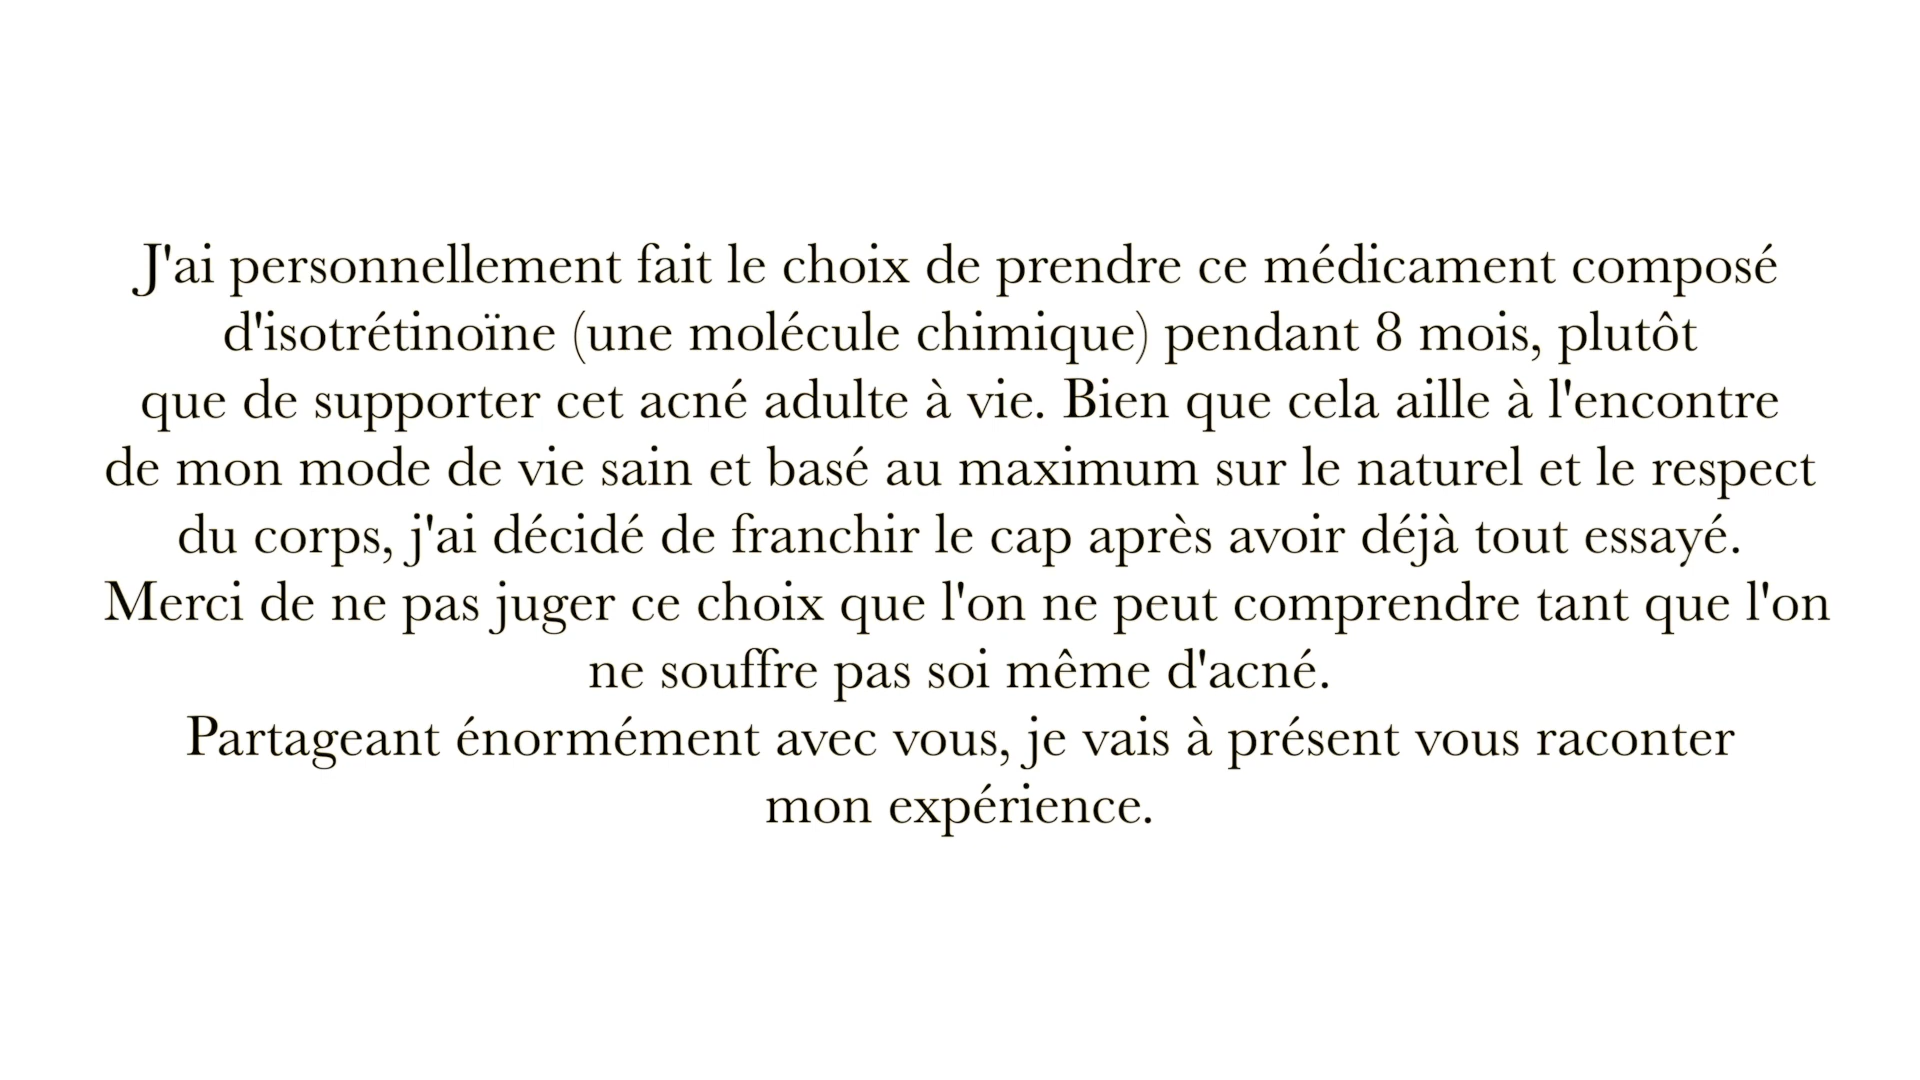 J'ai personnellement fait le choix de prendre ce médicament composé
d'isotrétinoïne (une molécule chimique) pendant 8 mois, plutôt
que de supporter cet acné adulte à vie. Bien que cela aille à l'encontre
de mon mode de vie sain et basé au maximum sur le naturel et le respect
du corps, j'ai décidé de franchir le cap après avoir déjà tout essayé.
Merci de ne pas juger ce choix que l'on ne peut comprendre tant que l'on
ne souffre pas soi même d'acné.
Partageant énormément avec vous, je vais à présent vous raconter
mon expérience.